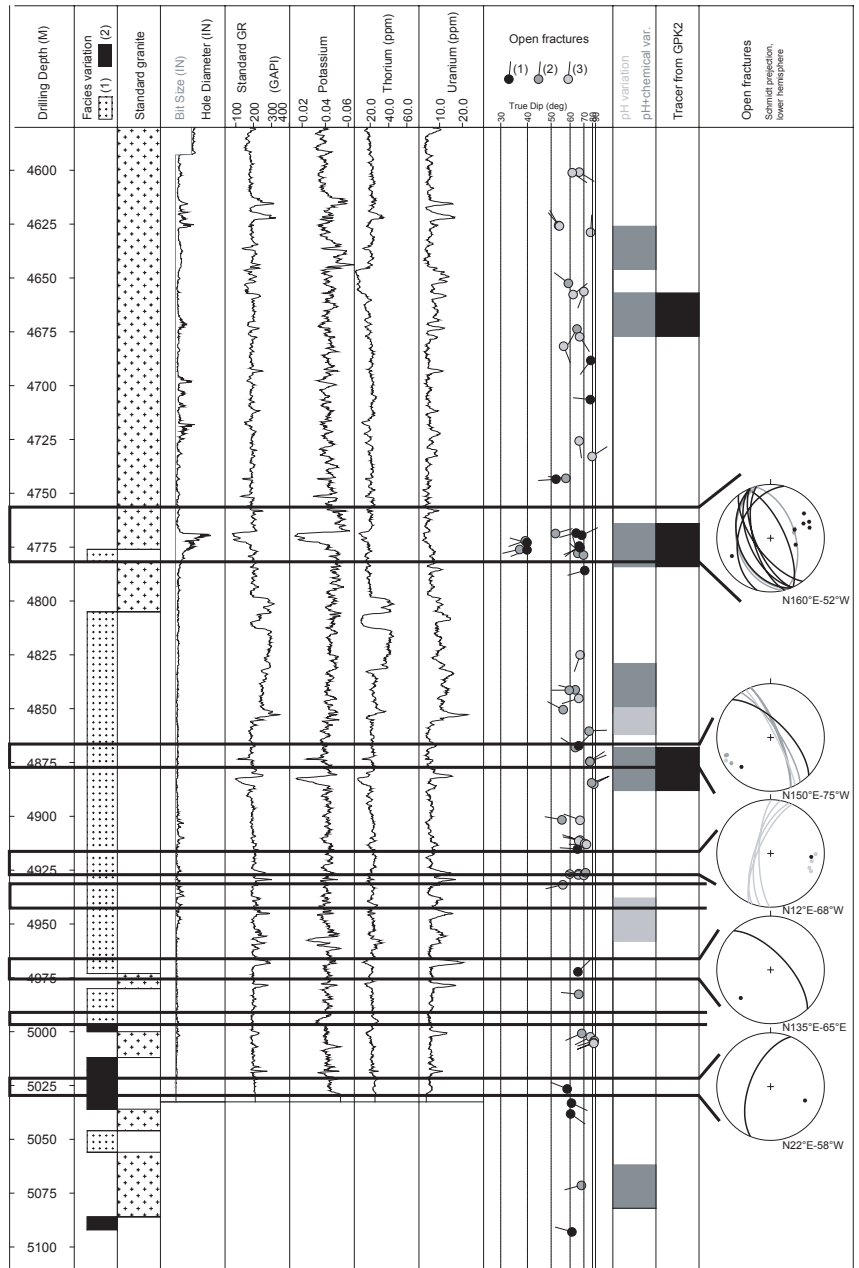 Drilling Depth (M)
Facies variation
(1) (2)
Standard granite
Bit Size (IN)
Hole Diameter (IN)
Standard GR
(GAPI)
100 200 300 400
Potassium
0.02 0.04 0.06
Thorium (ppm)
20.0 40.0 60.0
Uranium (ppm)
10.0 20.0
Open fractures
(1) (2) (3)
True Dip (deg)
30 40 50 60 70 80 90
pH variation
pH+chemical var.
Tracer from GPK2
Open fractures
Schmidt projection,
lower hemisphere
4600
4625
4650
4675
4700
4725
4750
4775
4800
4825
4850
4875
4900
4925
4950
4975
5000
5025
5050
5075
5100
N160°E-52°W
N150°E-75°W
N12°E-68°W
N135°E-65°E
N22°E-58°W